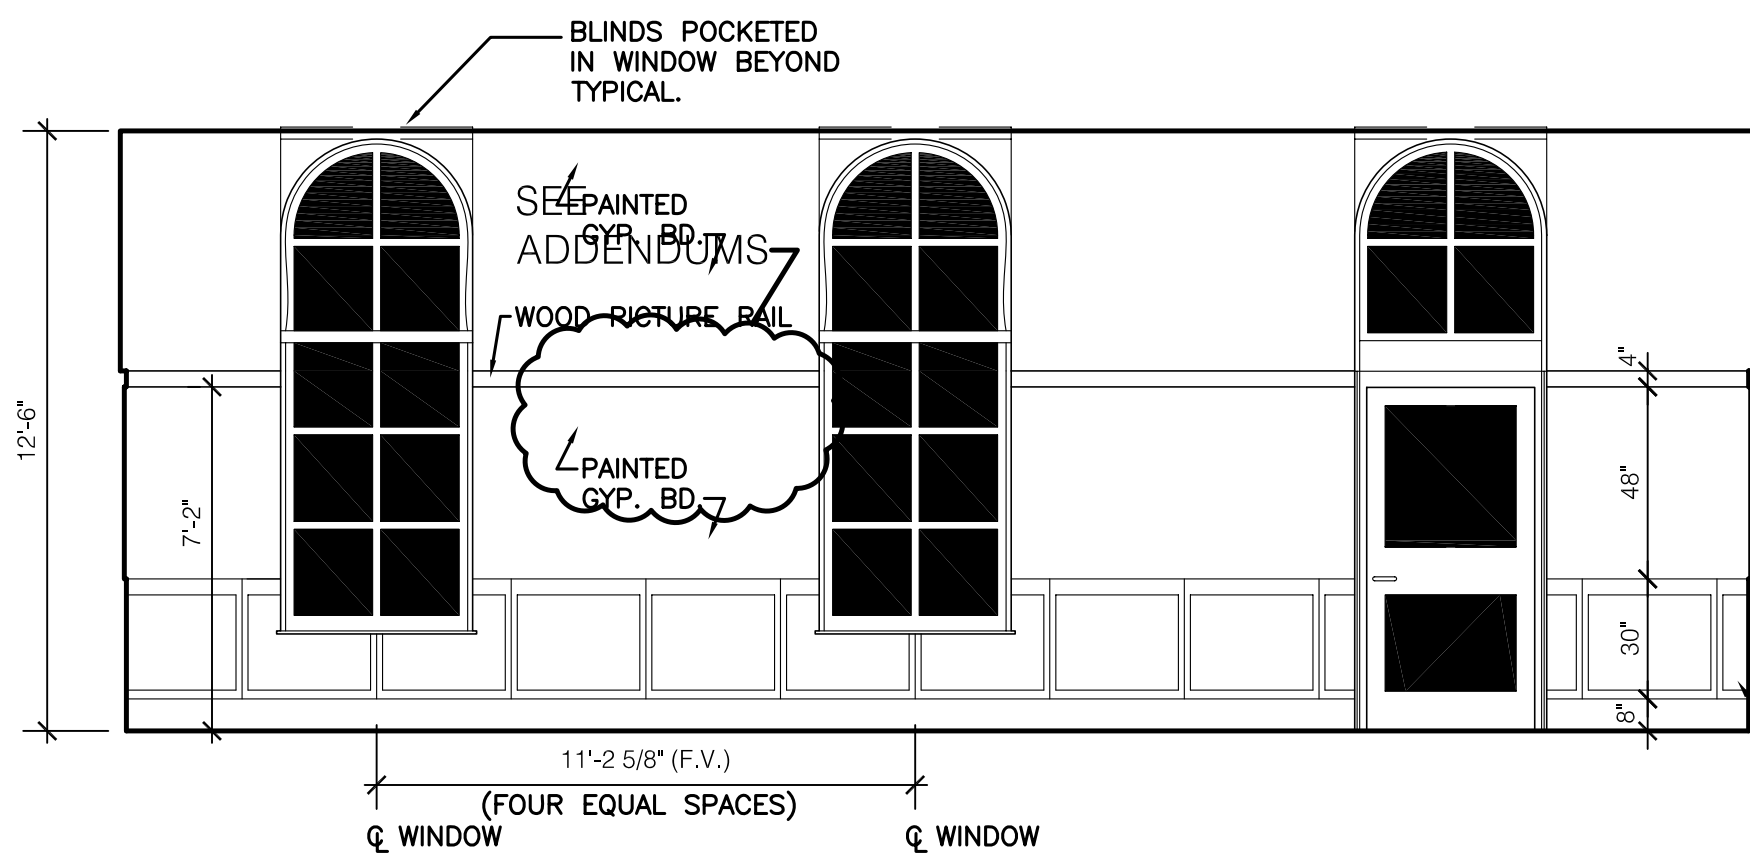 BLINDS POCKETED
IN WINDOW BEYOND
TYPICAL.
SEE
ADDENDUMS
PAINTED
GYP. BD.
WOOD PICTURE RAIL
PAINTED
GYP. BD.
12'-6"
7'-2"
4"
48"
30"
8"
11'-2 5/8" (F.V.)
(FOUR EQUAL SPACES)
℄ WINDOW
℄ WINDOW